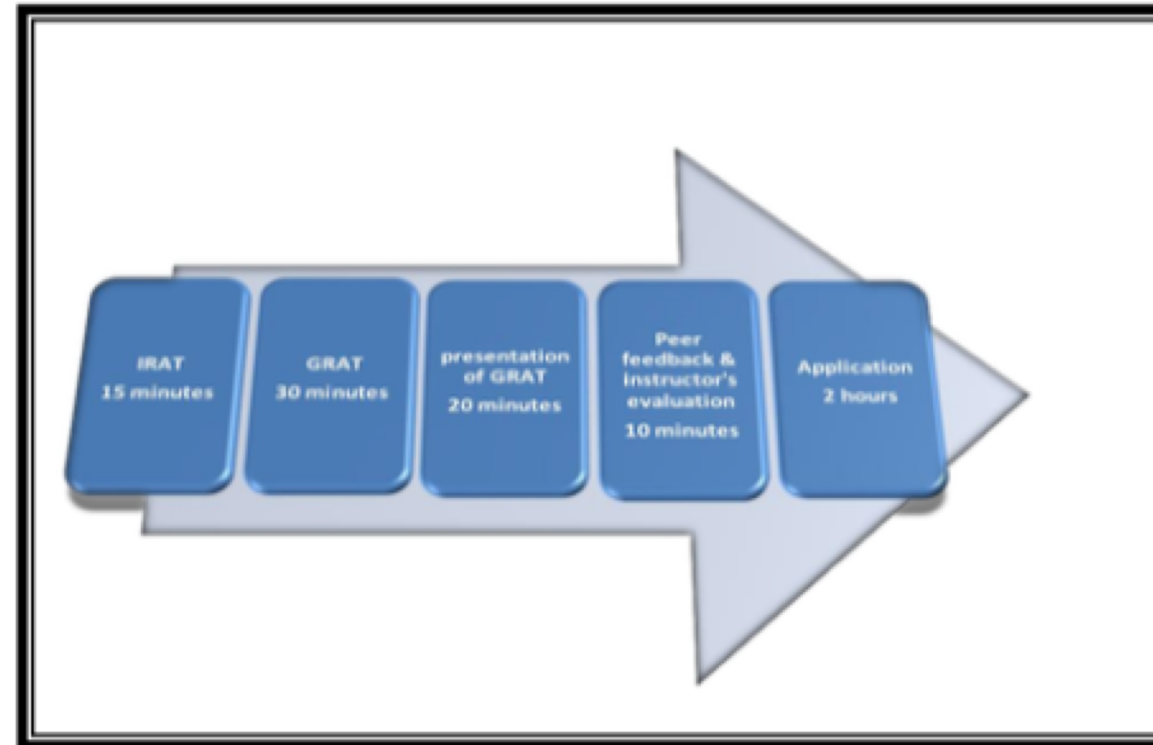 IRAT
15 minutes
GRAT
30 minutes
presentation
of GRAT
20 minutes
Peer
feedback &
instructor's
evaluation
10 minutes
Application
2 hours